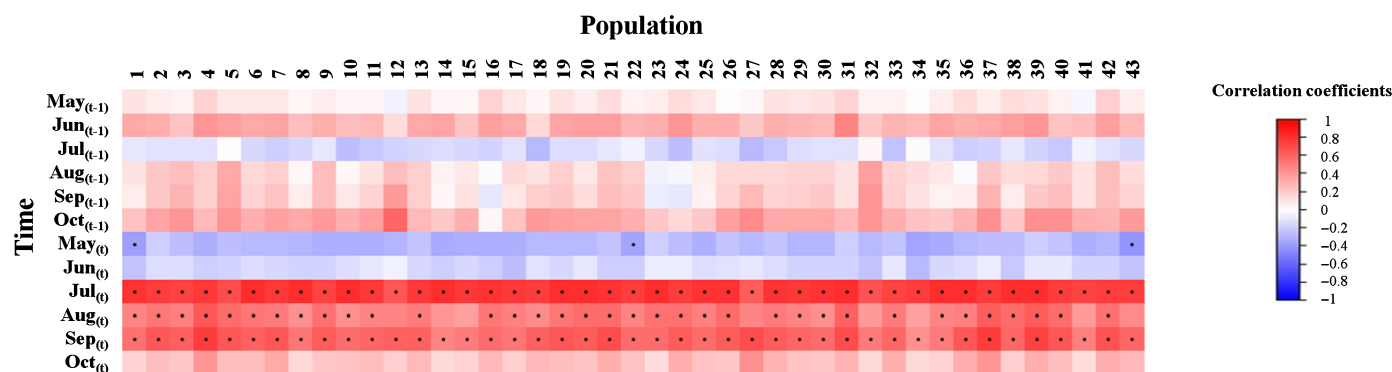 Population
1 2 3 4 5 6 7 8 9 10 11 12 13 14 15 16 17 18 19 20 21 22 23 24 25 26 27 28 29 30 31 32 33 34 35 36 37 38 39 40 41 42 43
Time
May(t-1)
Jun(t-1)
Jul(t-1)
Aug(t-1)
Sep(t-1)
Oct(t-1)
May(t)
Jun(t)
Jul(t)
Aug(t)
Sep(t)
Oct(t)
Correlation coefficients
1
0.8
0.6
0.4
0.2
0
−0.2
−0.4
−0.6
−0.8
−1